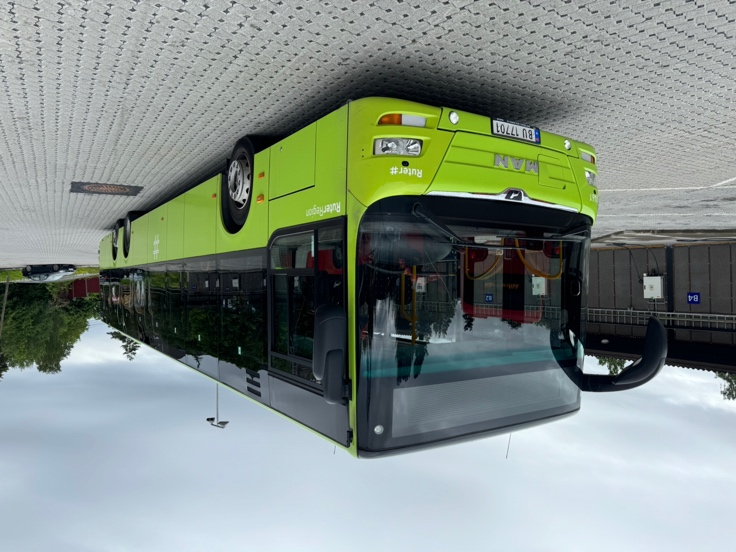 RuterRegion
Ruter#
MAN
BU 17701
B4